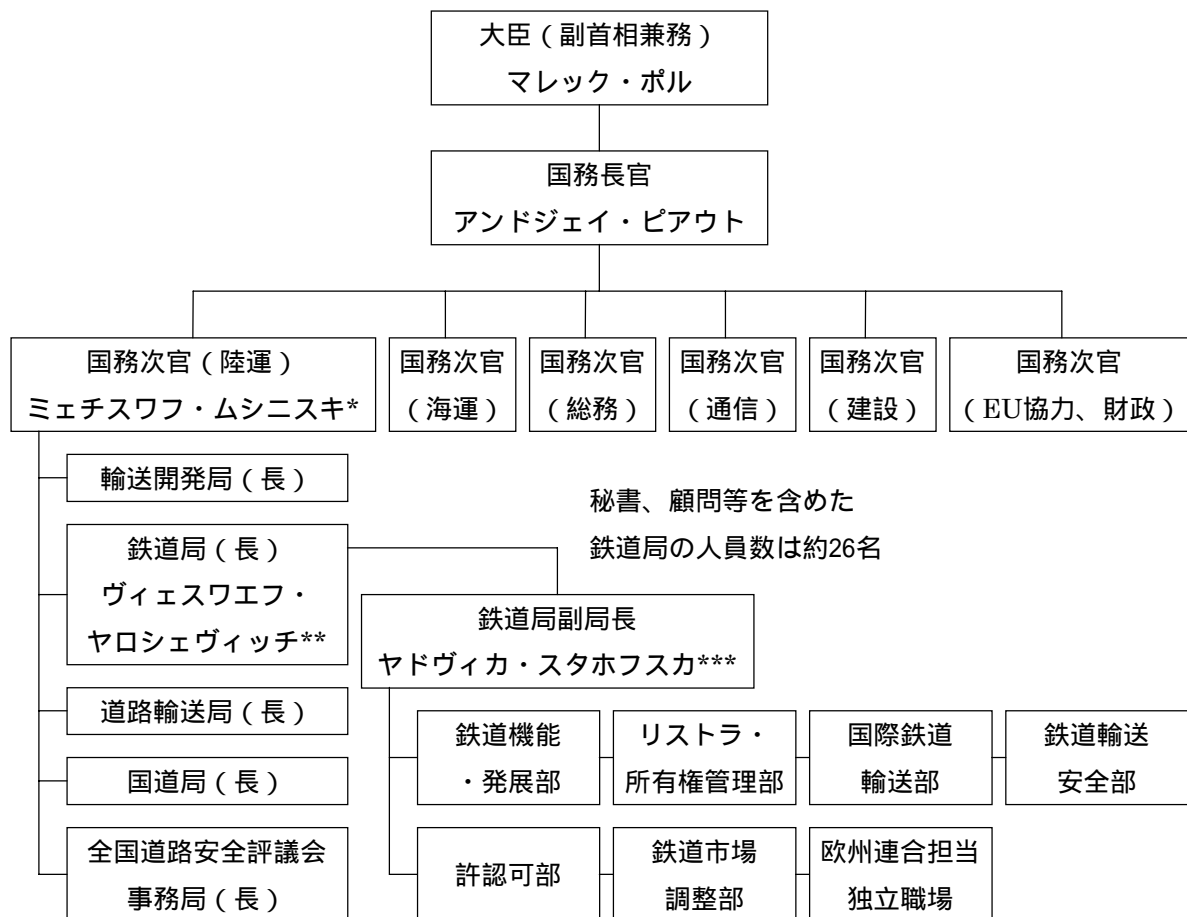 大臣（副首相兼務）
マレック・ポル
国務長官
アンドジェイ・ピアウト
国務次官（陸運）
ミェチスワフ・ムシニスキ*
国務次官
（海運）
国務次官
（総務）
国務次官
（通信）
国務次官
（建設）
国務次官
（EU協力、財政）
輸送開発局（長）
鉄道局（長）
ヴィェスワエフ・
ヤロシェヴィッチ**
道路輸送局（長）
国道局（長）
全国道路安全評議会
事務局（長）
秘書、顧問等を含めた
鉄道局の人員数は約26名
鉄道局副局長
ヤドヴィカ・スタホフスカ***
鉄道機能
・発展部
リストラ・
所有権管理部
国際鉄道
輸送部
鉄道輸送
安全部
許認可部
鉄道市場
調整部
欧州連合担当
独立職場